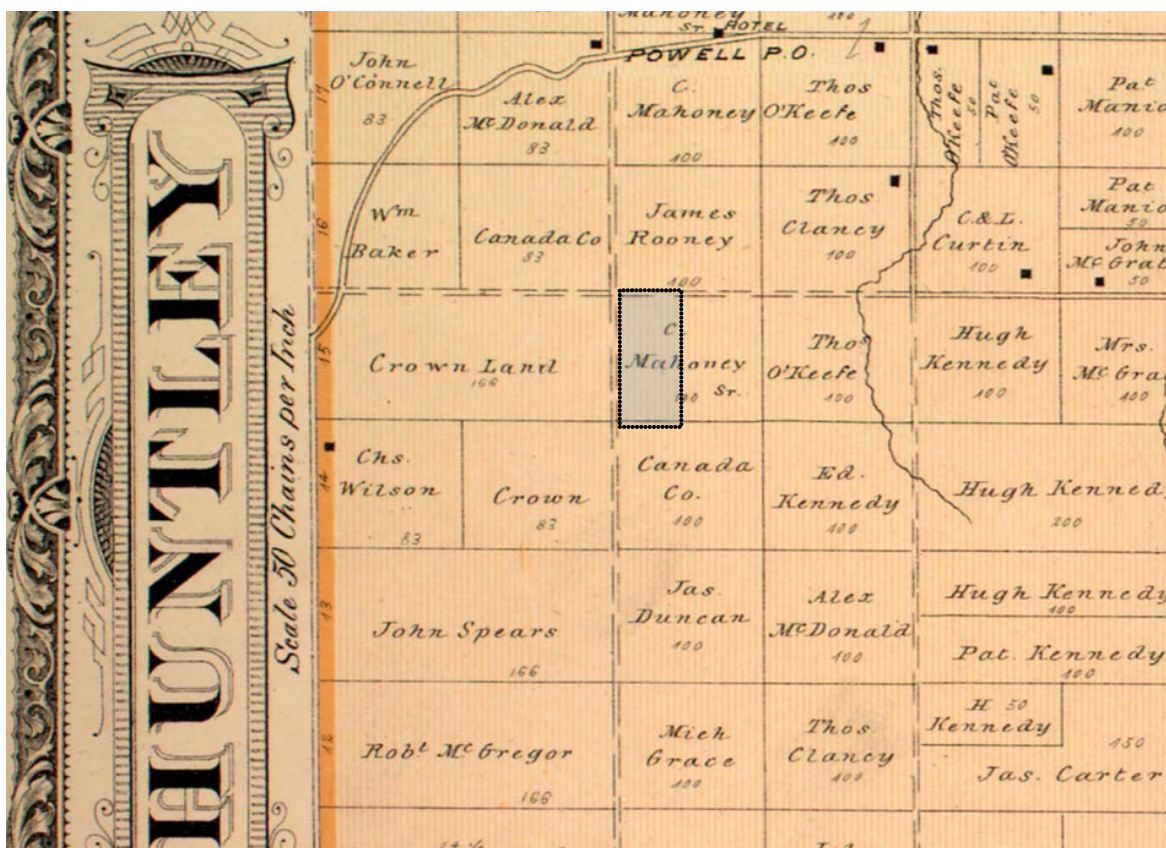 HUNTLEY
Scale 50 Chains per Inch
Mahoney
St. HOTEL
POWELL P.O.
17
John
O'Connell
83
Alex
McDonald
83
C.
Mahoney
100
Thos
O'Keefe
100
Thos.
O'Keefe
50
Pat
O'Keefe
50
Pat
100
16
Wm
Baker
Canada Co
83
James
Rooney
100
Thos
Clancy
100
C. & L.
Curtin
100
Pat
50
John
50
15
Crown Land
166
C.
Mahoney
Sr.
100
Thos
O'Keefe
100
Hugh
Kennedy
100
Mrs.
100
14
Chs.
Wilson
83
Crown
83
Canada
Co.
100
Ed.
Kennedy
100
Hugh Kenned
200
13
John Spears
166
Jas.
Duncan
100
Alex
McDonald
100
Hugh Kennedy
100
Pat. Kennedy
100
12
Robt McGregor
166
Mich
Grace
100
Thos
Clancy
100
H 50
Kennedy
150
Jas. Carter